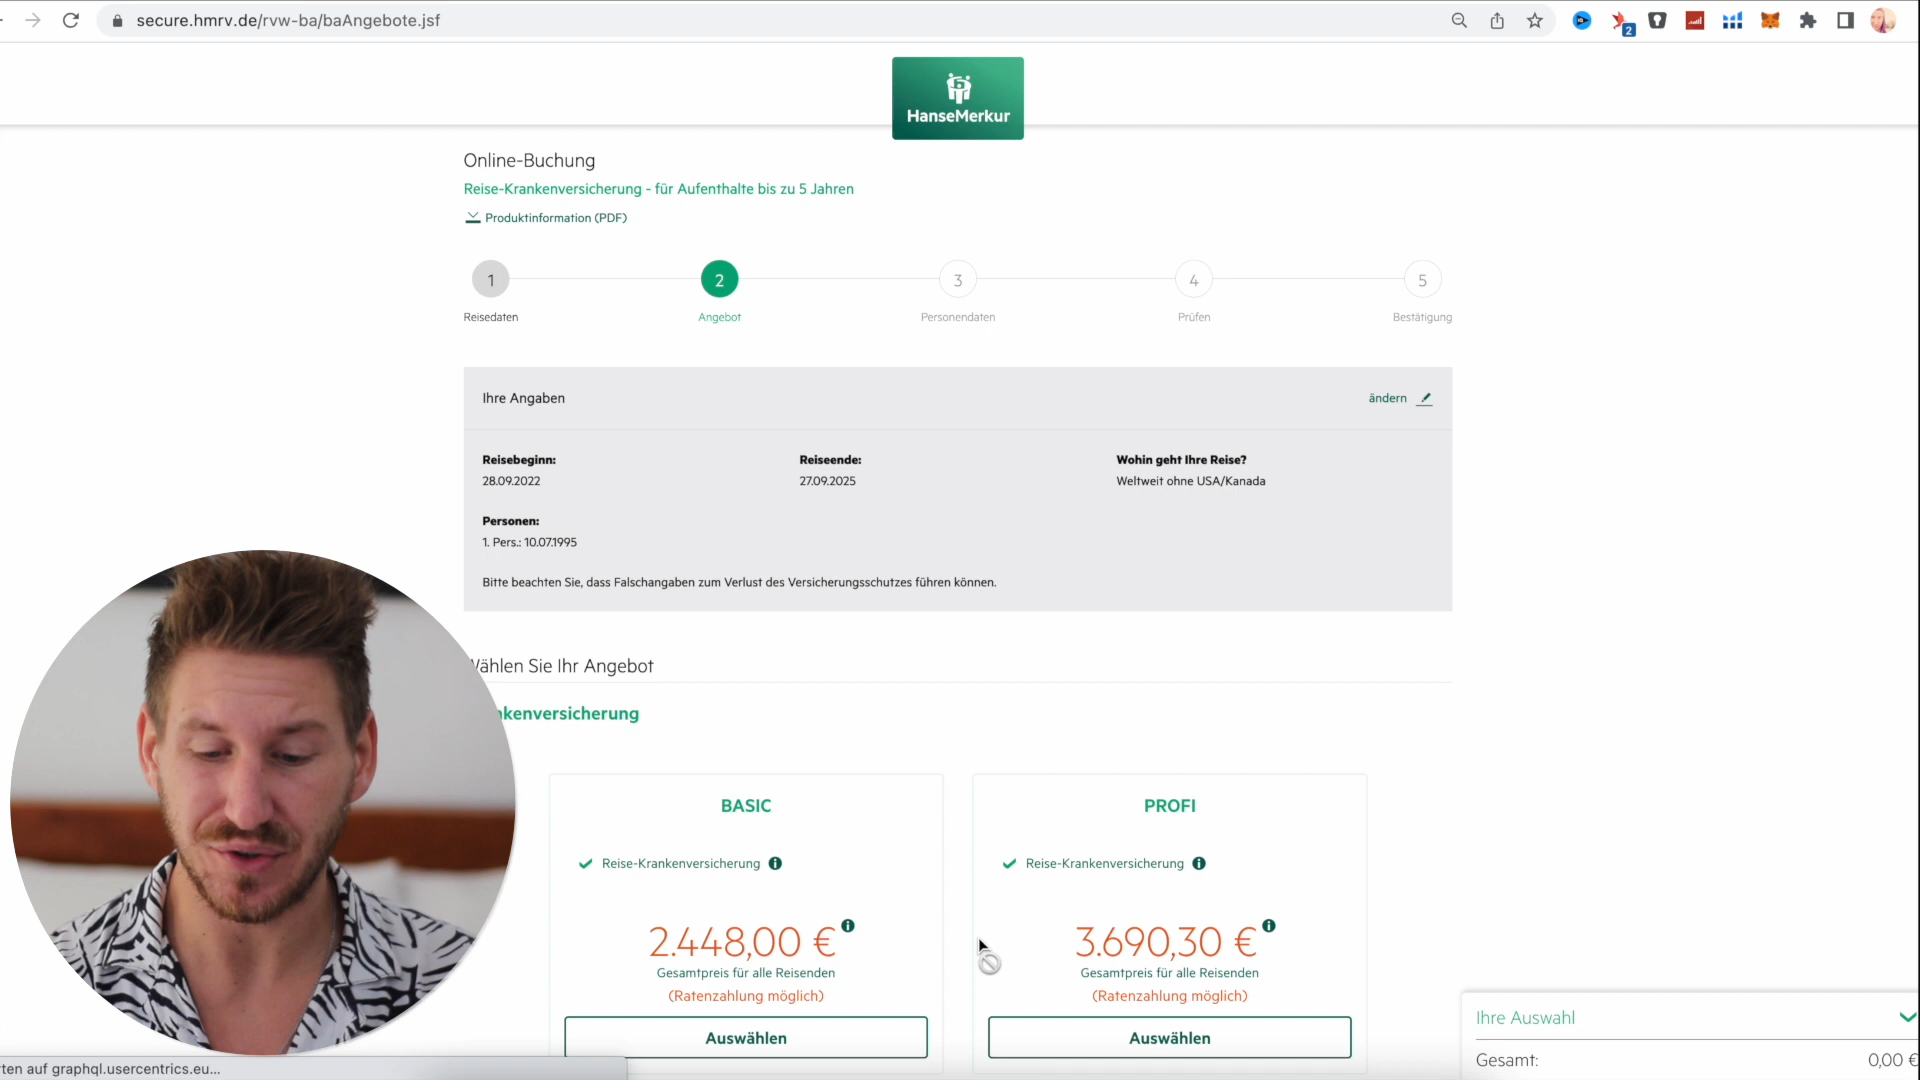 secure.hmrv.de/rvw-ba/baAngebote.jsf
2
HanseMerkur
Online-Buchung
Reise-Krankenversicherung - für Aufenthalte bis zu 5 Jahren
Produktinformation (PDF)
1 2 3 4 5
Reisedaten Angebot Personendaten Prüfen Bestätigung
Ihre Angaben ändern
Reisebeginn: Reiseende: Wohin geht Ihre Reise?
28.09.2022 27.09.2025 Weltweit ohne USA/Kanada
Personen:
1. Pers.: 10.07.1995
Bitte beachten Sie, dass Falschangaben zum Verlust des Versicherungsschutzes führen können.
Wählen Sie Ihr Angebot
nkenversicherung
BASIC PROFI
Reise-Krankenversicherung Reise-Krankenversicherung
2.448,00 € 3.690,30 €
Gesamtpreis für alle Reisenden Gesamtpreis für alle Reisenden
(Ratenzahlung möglich) (Ratenzahlung möglich)
Auswählen Auswählen
Ihre Auswahl
Gesamt: 0,00 €
ten auf graphql.usercentrics.eu...